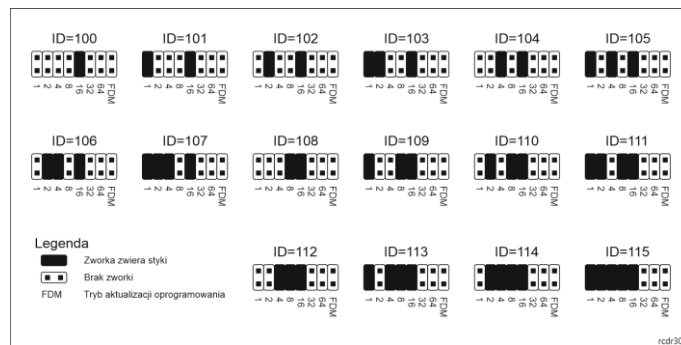 ID=100 ID=101 ID=102 ID=103 ID=104 ID=105
1 2 4 8 16 32 64 FDM 1 2 4 8 16 32 64 FDM 1 2 4 8 16 32 64 FDM 1 2 4 8 16 32 64 FDM 1 2 4 8 16 32 64 FDM 1 2 4 8 16 32 64 FDM
ID=106 ID=107 ID=108 ID=109 ID=110 ID=111
1 2 4 8 16 32 64 FDM 1 2 4 8 16 32 64 FDM 1 2 4 8 16 32 64 FDM 1 2 4 8 16 32 64 FDM 1 2 4 8 16 32 64 FDM 1 2 4 8 16 32 64 FDM
Legenda
Zworka zwiera styki
Brak zworki
FDM Tryb aktualizacji oprogramowania
ID=112 ID=113 ID=114 ID=115
1 2 4 8 16 32 64 FDM 1 2 4 8 16 32 64 FDM 1 2 4 8 16 32 64 FDM 1 2 4 8 16 32 64 FDM
rcdr30